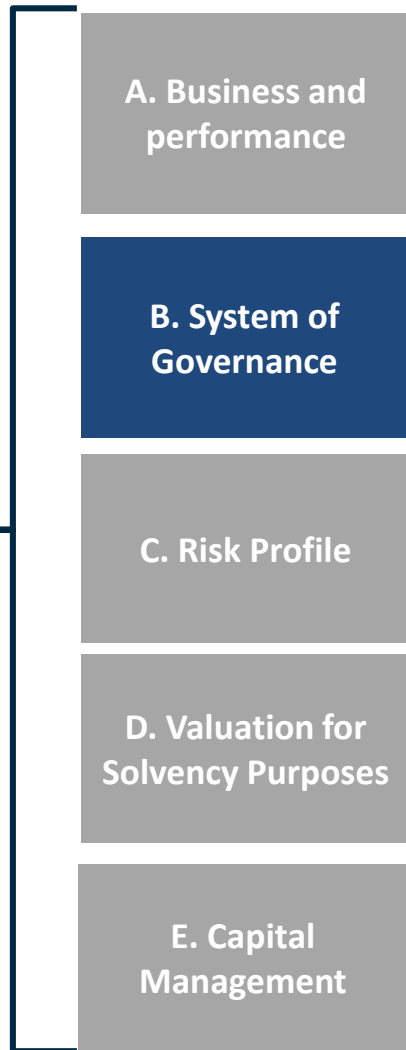 A. Business and
performance
B. System of
Governance
C. Risk Profile
D. Valuation for
Solvency Purposes
E. Capital
Management